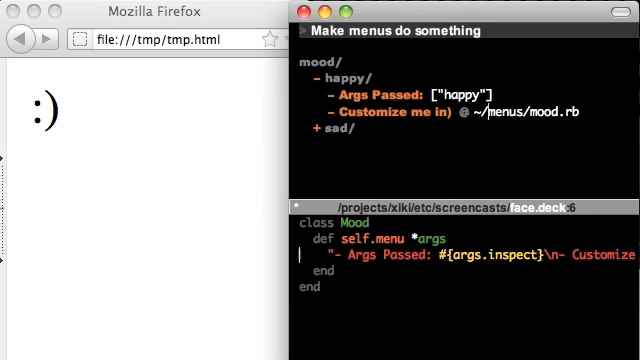 Mozilla Firefox
file:///tmp/tmp.html
:)
> Make menus do something
mood/
– happy/
– Args Passed: ["happy"]
– Customize me in) @ ~/menus/mood.rb
+ sad/
* /projects/xiki/etc/screencasts/face.deck:6
class Mood
def self.menu *args
"- Args Passed: #{args.inspect}\n- Customize
end
end